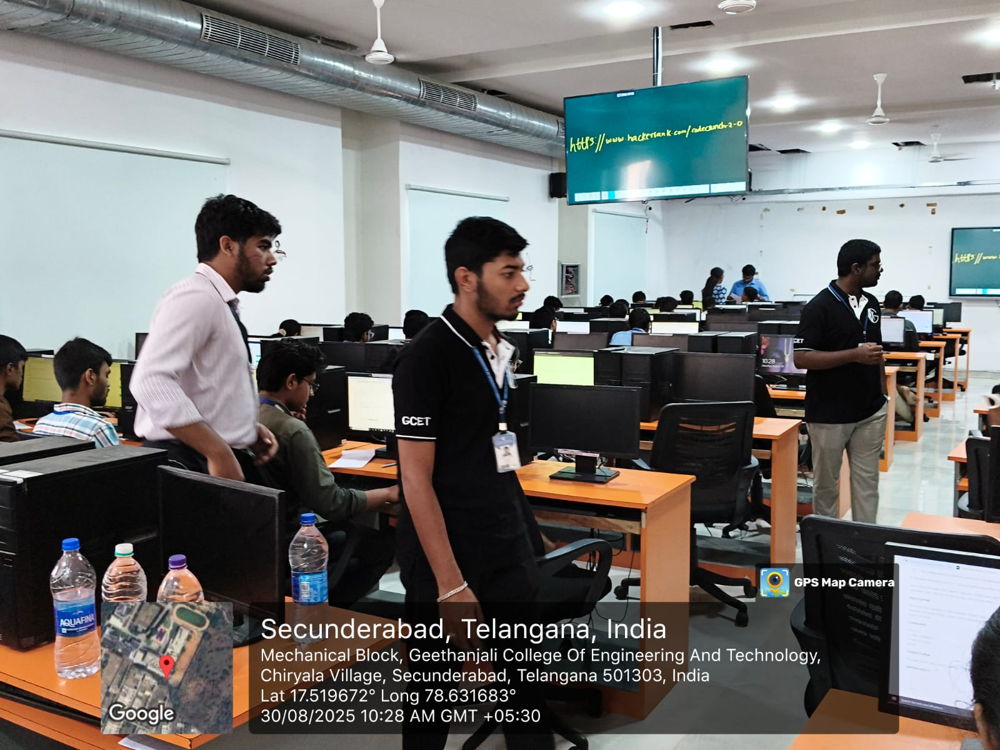 https://www.hackerrank.com/codecrunch-2-0
https://www.
10:28
GCET
AQUAFINA
GPS Map Camera
Secunderabad, Telangana, India
Mechanical Block, Geethanjali College Of Engineering And Technology,
Chiryala Village, Secunderabad, Telangana 501303, India
Lat 17.519672° Long 78.631683°
30/08/2025 10:28 AM GMT +05:30
Google